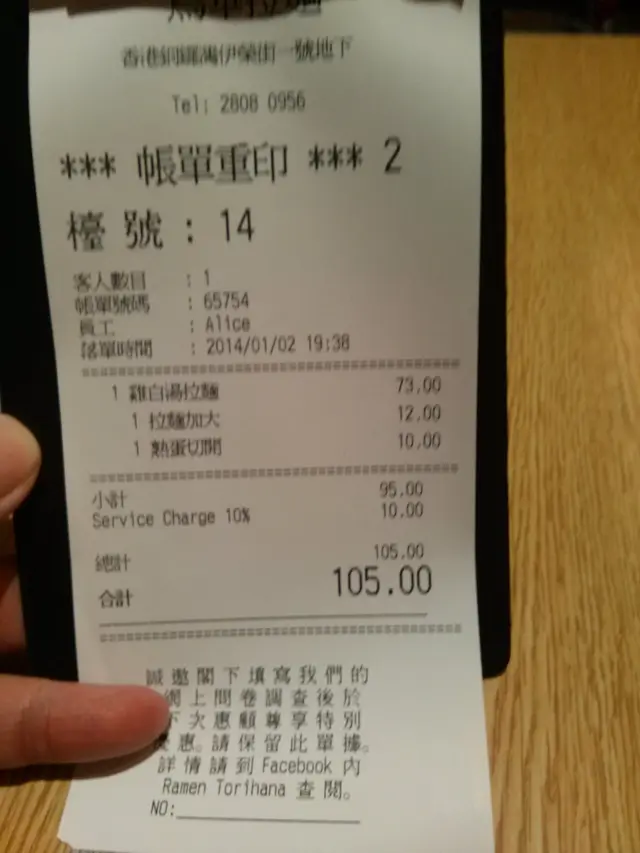 香港銅鑼灣伊榮街一號地下
Tel: 2808 0956
*** 帳單重印 *** 2
檯 號 : 14
客人數目 : 1
帳單號碼 : 65754
員工 : Alice
落單時間 : 2014/01/02 19:38
1 雞白湯拉麵 73.00
1 拉麵加大 12.00
1 熟蛋切開 10.00
小計 95.00
Service Charge 10% 10.00
總計 105.00
合計 105.00
誠邀閣下填寫我們的
網上問卷調查後於
下次惠顧尊享特別
優惠。請保留此單據。
詳情請到 Facebook 內
Ramen Torihana 查閱。
NO: